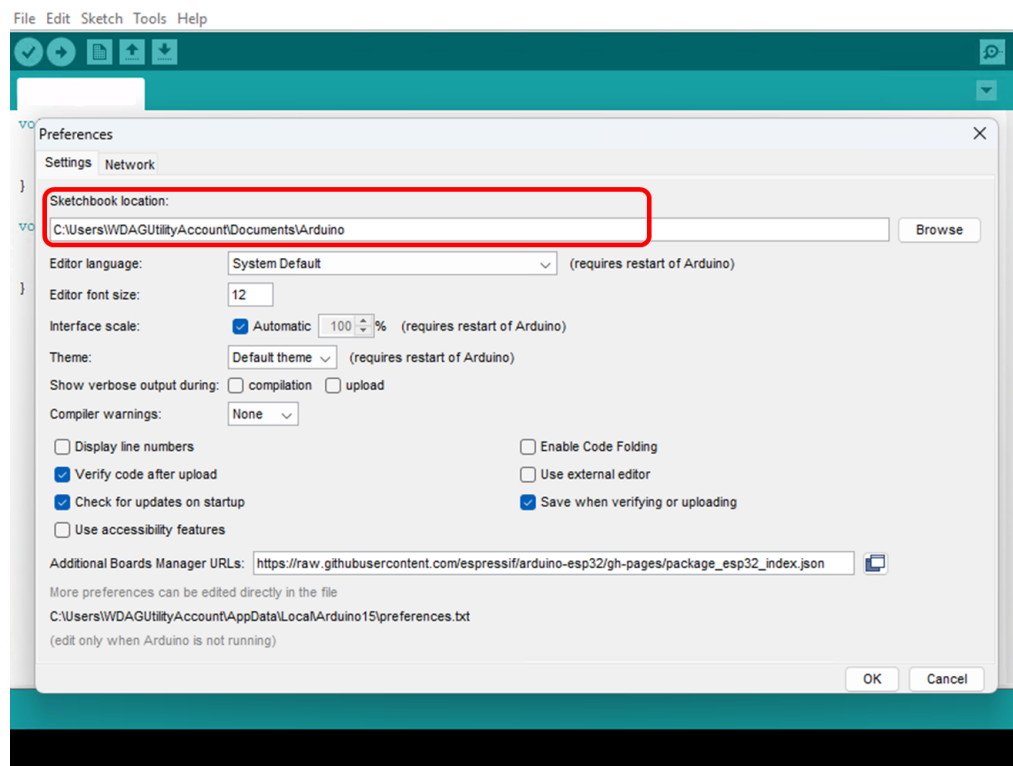 File Edit Sketch Tools Help
vo
Preferences
Settings Network
}
Sketchbook location:
vo
C:\Users\WDAGUtilityAccount\Documents\Arduino Browse
Editor language: System Default (requires restart of Arduino)
}
Editor font size: 12
Interface scale: Automatic 100 % (requires restart of Arduino)
Theme: Default theme (requires restart of Arduino)
Show verbose output during: compilation upload
Compiler warnings: None
Display line numbers Enable Code Folding
Verify code after upload Use external editor
Check for updates on startup Save when verifying or uploading
Use accessibility features
Additional Boards Manager URLs: https://raw.githubusercontent.com/espressif/arduino-esp32/gh-pages/package_esp32_index.json
More preferences can be edited directly in the file
C:\Users\WDAGUtilityAccount\AppData\Local\Arduino15\preferences.txt
(edit only when Arduino is not running)
OK Cancel